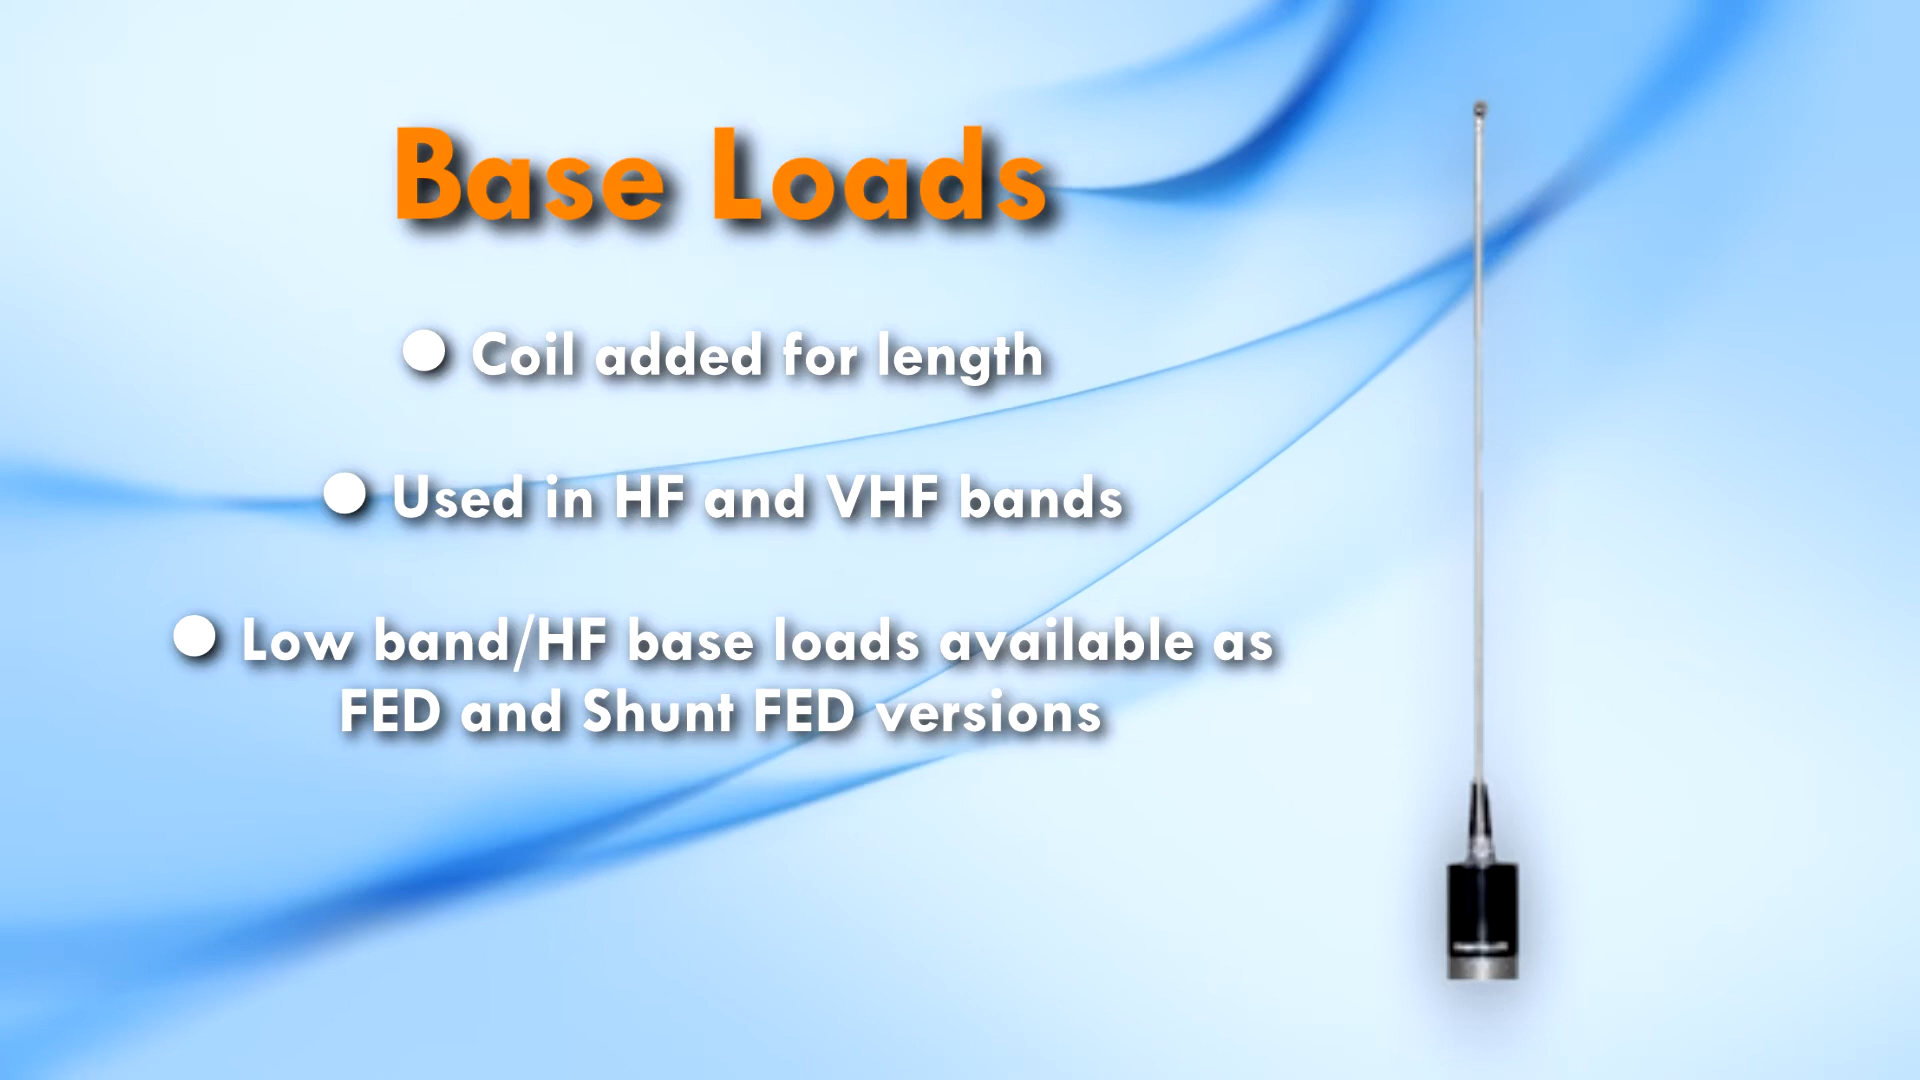 Base Loads
● Coil added for length
● Used in HF and VHF bands
● Low band/HF base loads available as
FED and Shunt FED versions